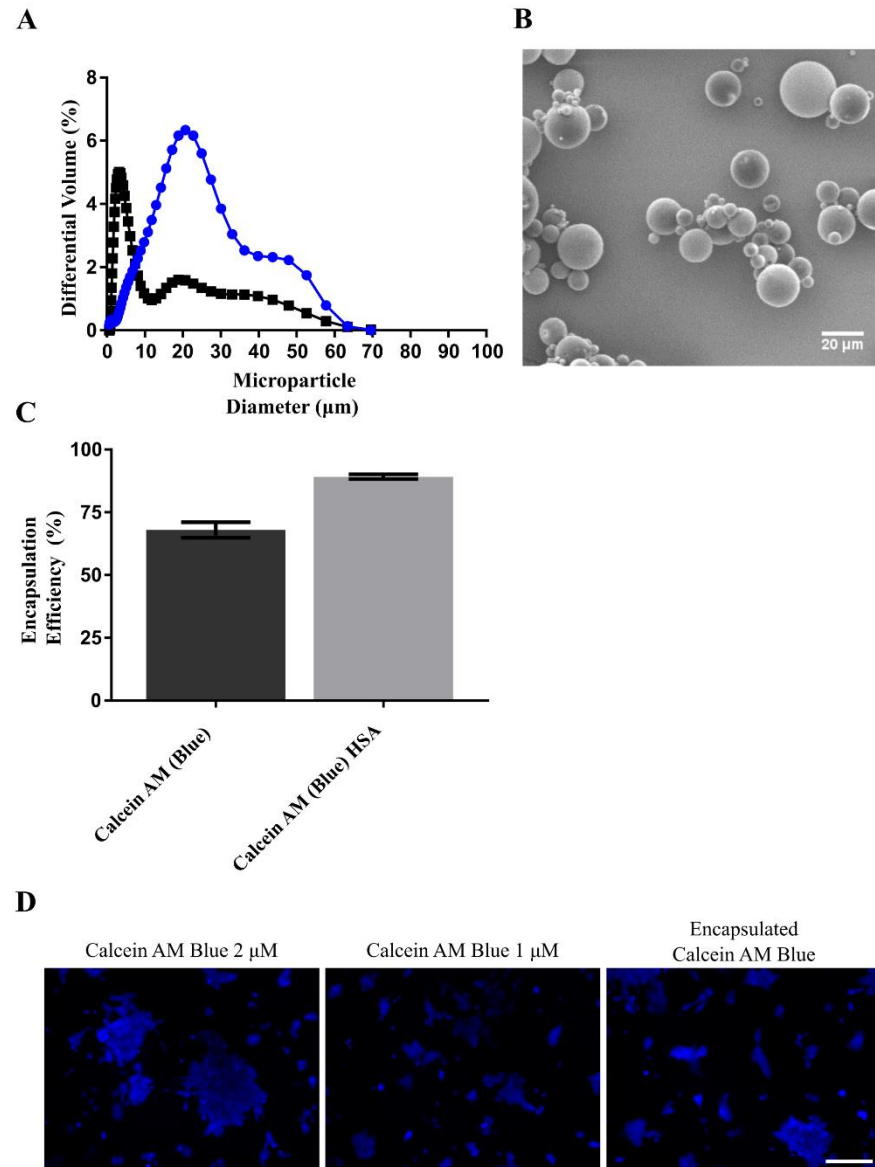 A
B
Differential Volume (%)
8
6
4
2
0
0 10 20 30 40 50 60 70 80 90 100
Microparticle
Diameter (µm)
20 µm
C
Encapsulation
Efficiency (%)
100
75
50
25
0
Calcein AM (Blue)
Calcein AM (Blue) HSA
D
Calcein AM Blue 2 µM
Calcein AM Blue 1 µM
Encapsulated
Calcein AM Blue